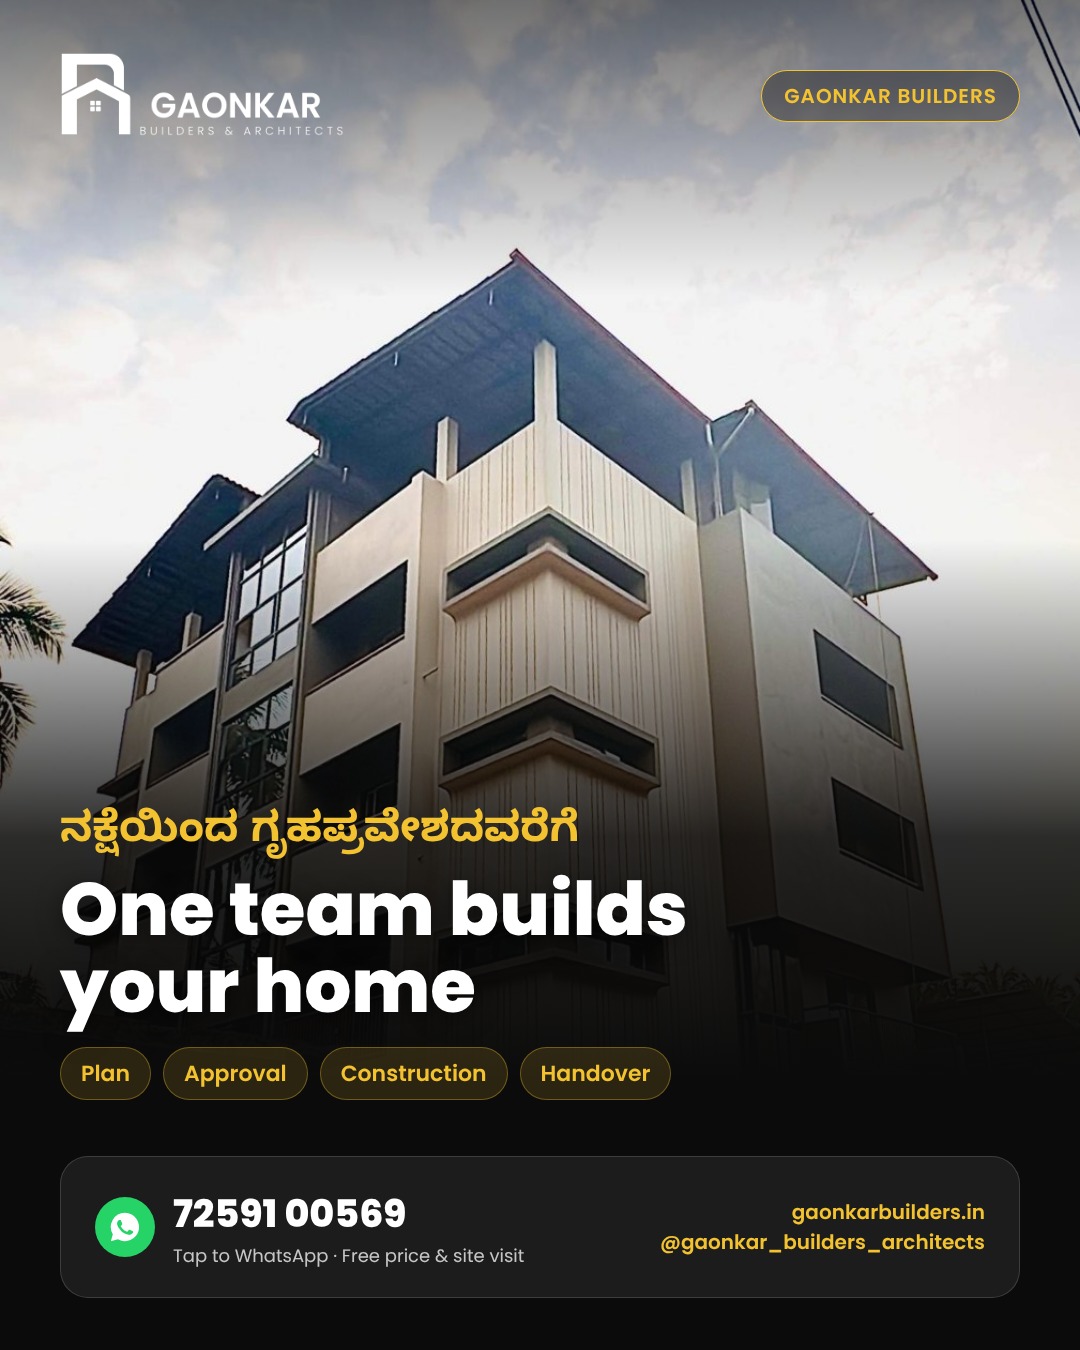 GAONKAR
BUILDERS & ARCHITECTS
GAONKAR BUILDERS
ನಕ್ಷೆಯಿಂದ ಗೃಹಪ್ರವೇಶದವರೆಗೆ
One team builds
your home
Plan
Approval
Construction
Handover
72591 00569
Tap to WhatsApp · Free price & site visit
gaonkarbuilders.in
@gaonkar_builders_architects